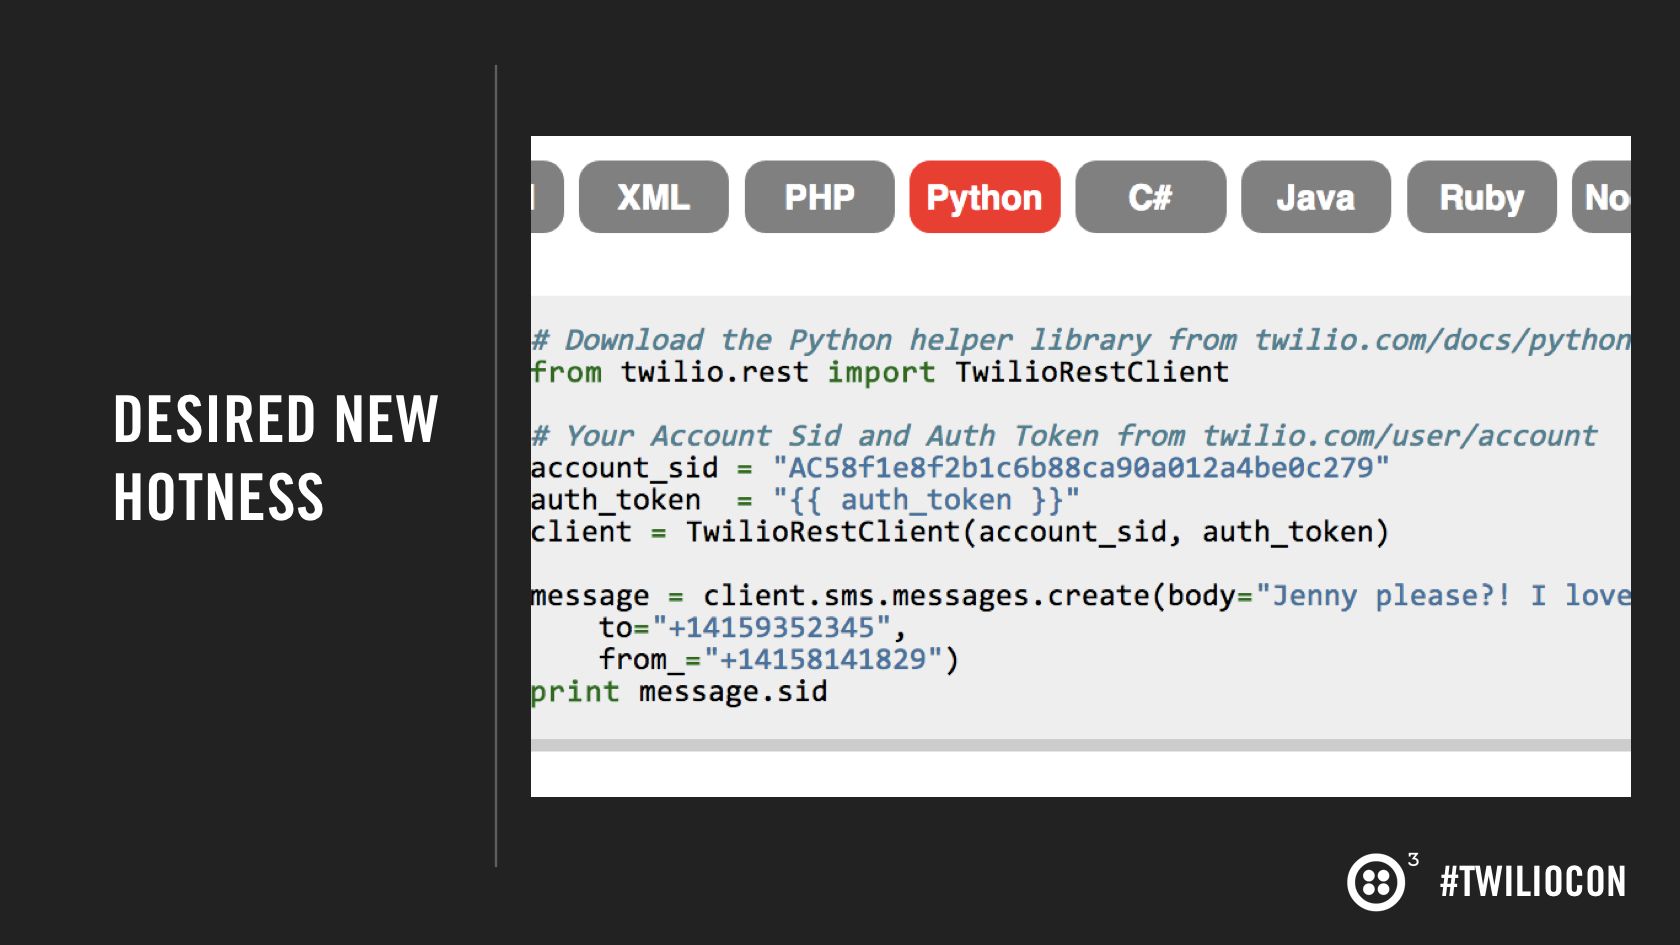 DESIRED NEW
HOTNESS
XML PHP Python C# Java Ruby No
# Download the Python helper library from twilio.com/docs/python
from twilio.rest import TwilioRestClient
# Your Account Sid and Auth Token from twilio.com/user/account
account_sid = "AC58f1e8f2b1c6b88ca90a012a4be0c279"
auth_token  = "{{ auth_token }}"
client = TwilioRestClient(account_sid, auth_token)
message = client.sms.messages.create(body="Jenny please?! I love
to="+14159352345",
from_="+14158141829")
print message.sid
3
#TWILIOCON